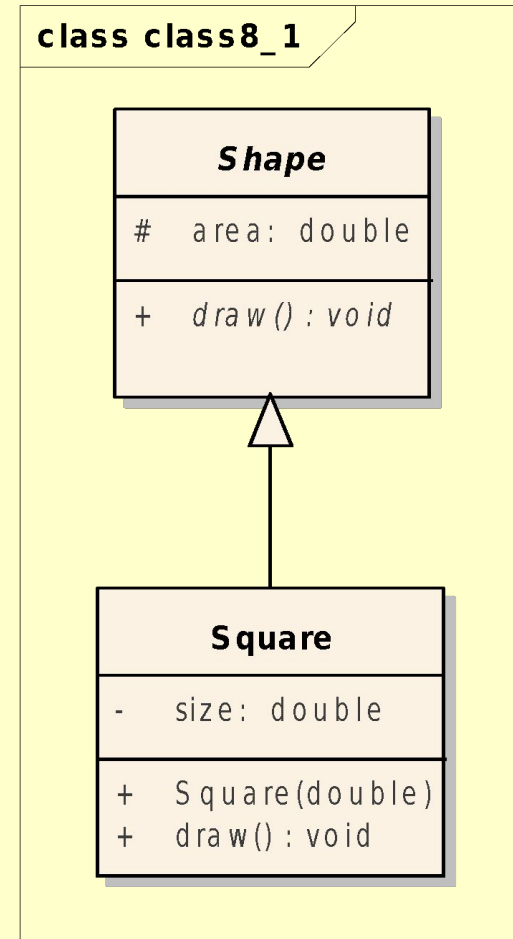 class class8_1
Shape
# area: double
+ draw() : void
Square
- size: double
+ Square(double)
+ draw() : void